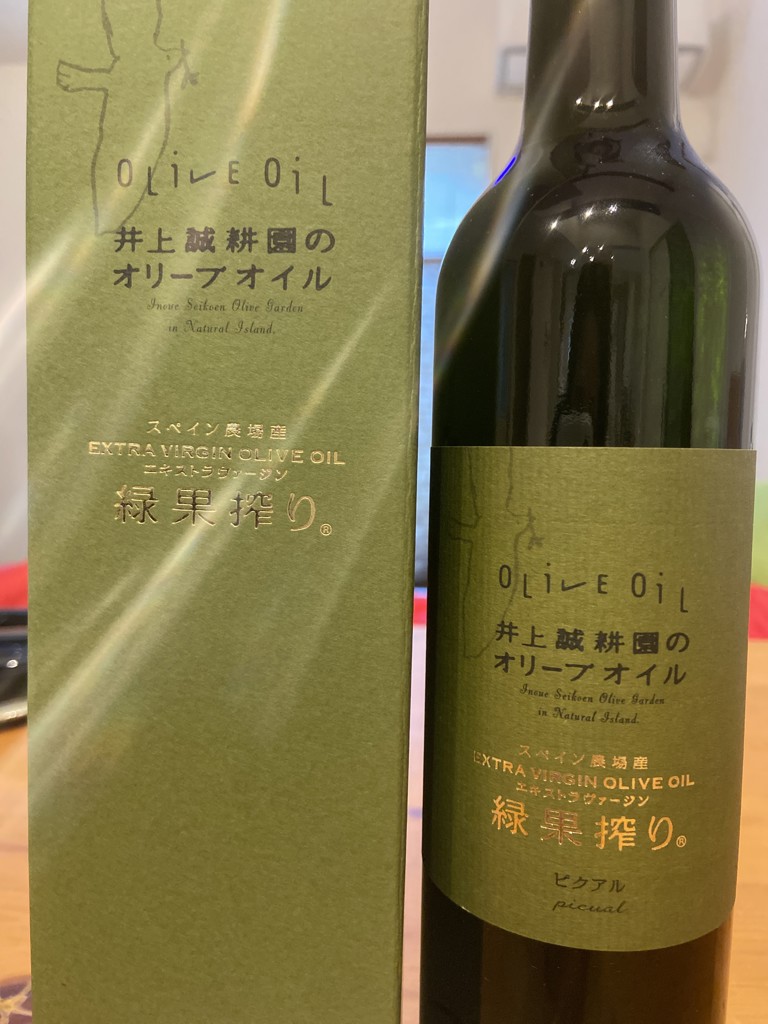 OLiVE OiL
井上誠耕園の
オリーブオイル
Inoue Seikoen Olive Garden
in Natural Island.
スペイン農場産
EXTRA VIRGIN OLIVE OIL
エキストラヴァージン
緑果搾り®
OLiVE OiL
井上誠耕園の
オリーブオイル
Inoue Seikoen Olive Garden
in Natural Island.
スペイン農場産
EXTRA VIRGIN OLIVE OIL
エキストラヴァージン
緑果搾り®
ピクアル
picual